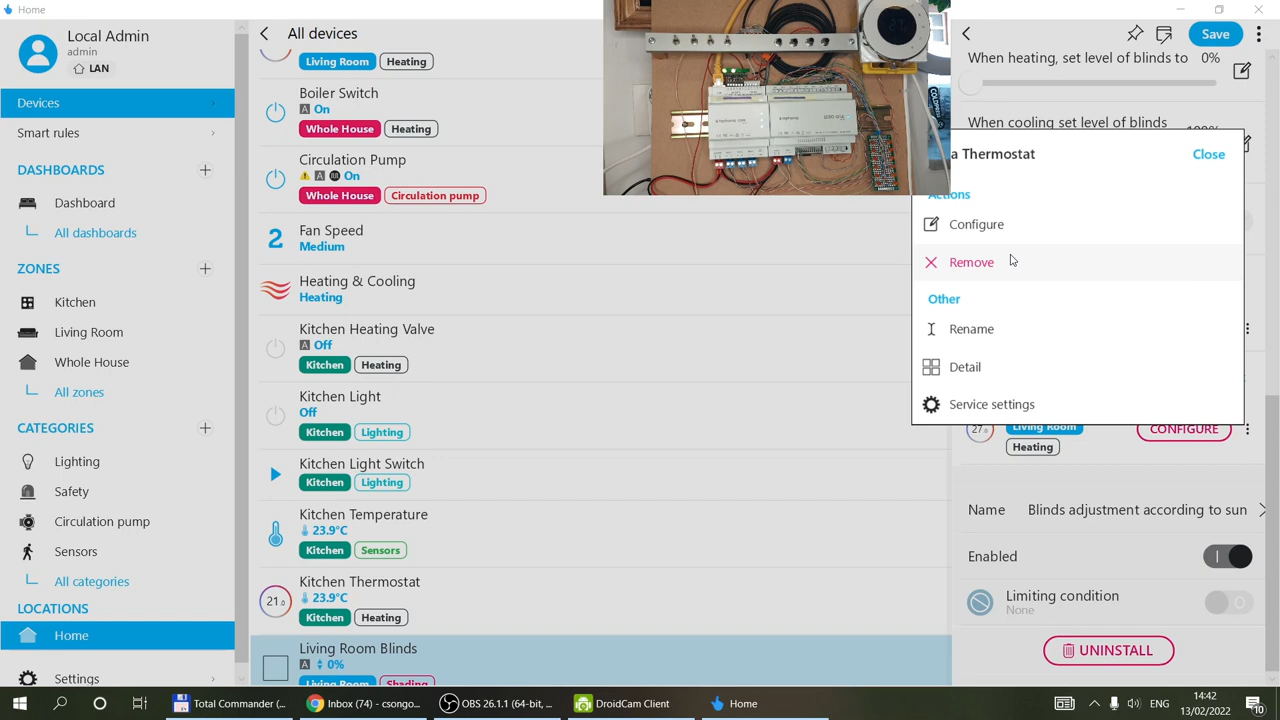 Home
Local Admin
admin
LAN
Devices
Smart rules
DASHBOARDS
Dashboard
All dashboards
ZONES
Kitchen
Living Room
Whole House
All zones
CATEGORIES
Lighting
Safety
Circulation pump
Sensors
All categories
LOCATIONS
Home
Settings
All devices
Living Room Heating
Boiler Switch
A On
Whole House Heating
Circulation Pump
A On
Whole House Circulation pump
2 Fan Speed
Medium
Heating & Cooling
Heating
Kitchen Heating Valve
A Off
Kitchen Heating
Kitchen Light
Off
Kitchen Lighting
Kitchen Light Switch
Kitchen Lighting
Kitchen Temperature
23.9°C
Kitchen Sensors
Kitchen Thermostat
21.0 23.9°C
Kitchen Heating
Living Room Blinds
A 0%
Living Room Shading
Save
When heating, set level of blinds to 0%
When cooling set level of blinds 100%
a Thermostat Close
Actions
Configure
Remove
Other
Rename
Detail
Service settings
Living Room CONFIGURE
Heating
Name Blinds adjustment according to sun
Enabled
Limiting condition
None
UNINSTALL
Total Commander (...
Inbox (74) - csongo...
OBS 26.1.1 (64-bit, ...
DroidCam Client
Home
ENG
14:42
13/02/2022